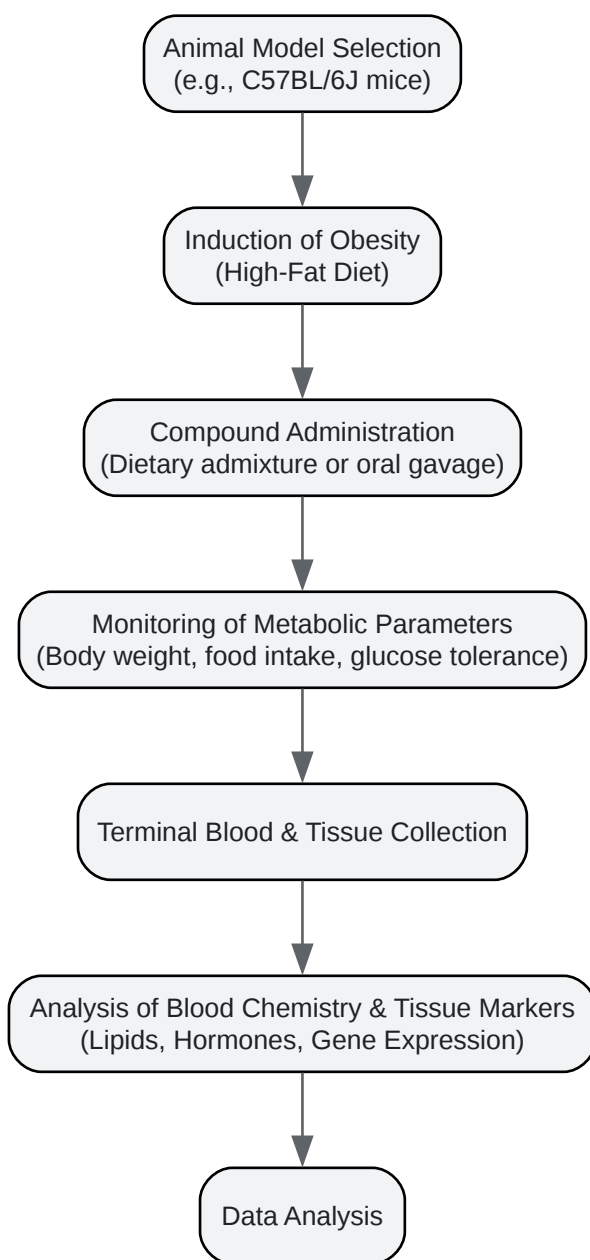 Animal Model Selection
(e.g., C57BL/6J mice)
Induction of Obesity
(High-Fat Diet)
Compound Administration
(Dietary admixture or oral gavage)
Monitoring of Metabolic Parameters
(Body weight, food intake, glucose tolerance)
Terminal Blood & Tissue Collection
Analysis of Blood Chemistry & Tissue Markers
(Lipids, Hormones, Gene Expression)
Data Analysis